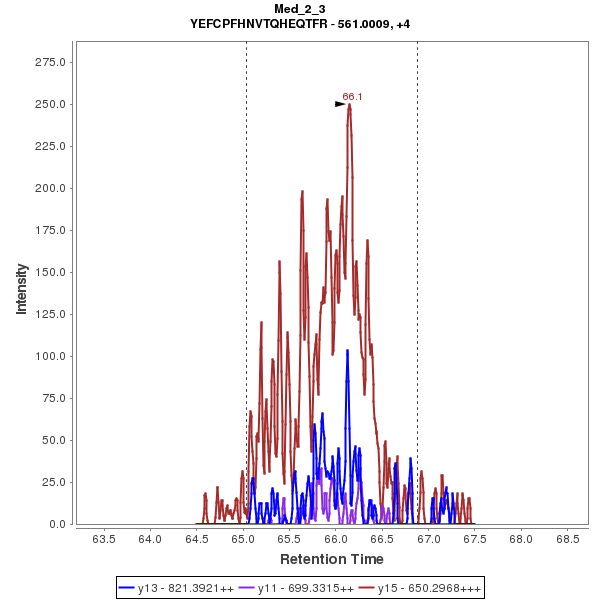 Med_2_3
YEFCPFHNVTQHEQTFR - 561.0009, +4
275.0
250.0
225.0
200.0
175.0
150.0
125.0
100.0
75.0
50.0
25.0
0.0
Intensity
66.1
63.5 64.0 64.5 65.0 65.5 66.0 66.5 67.0 67.5 68.0 68.5
Retention Time
y13 - 821.3921++ y11 - 699.3315++ y15 - 650.2968+++